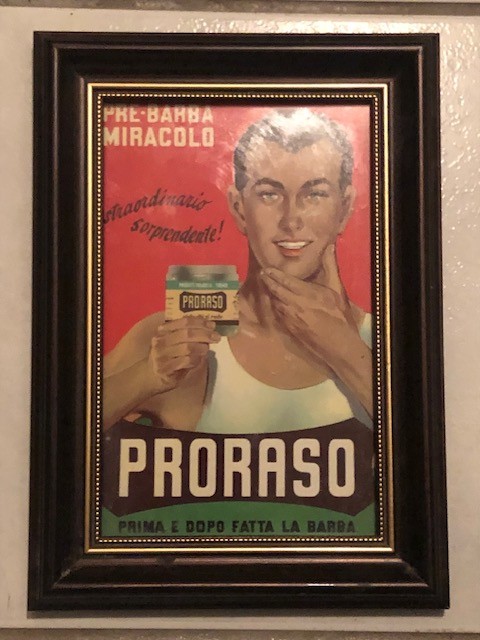 PRE-BARBA
MIRACOLO
straordinario
sorprendente!
PRORASO
PRORASO
PRIMA E DOPO FATTA LA BARBA